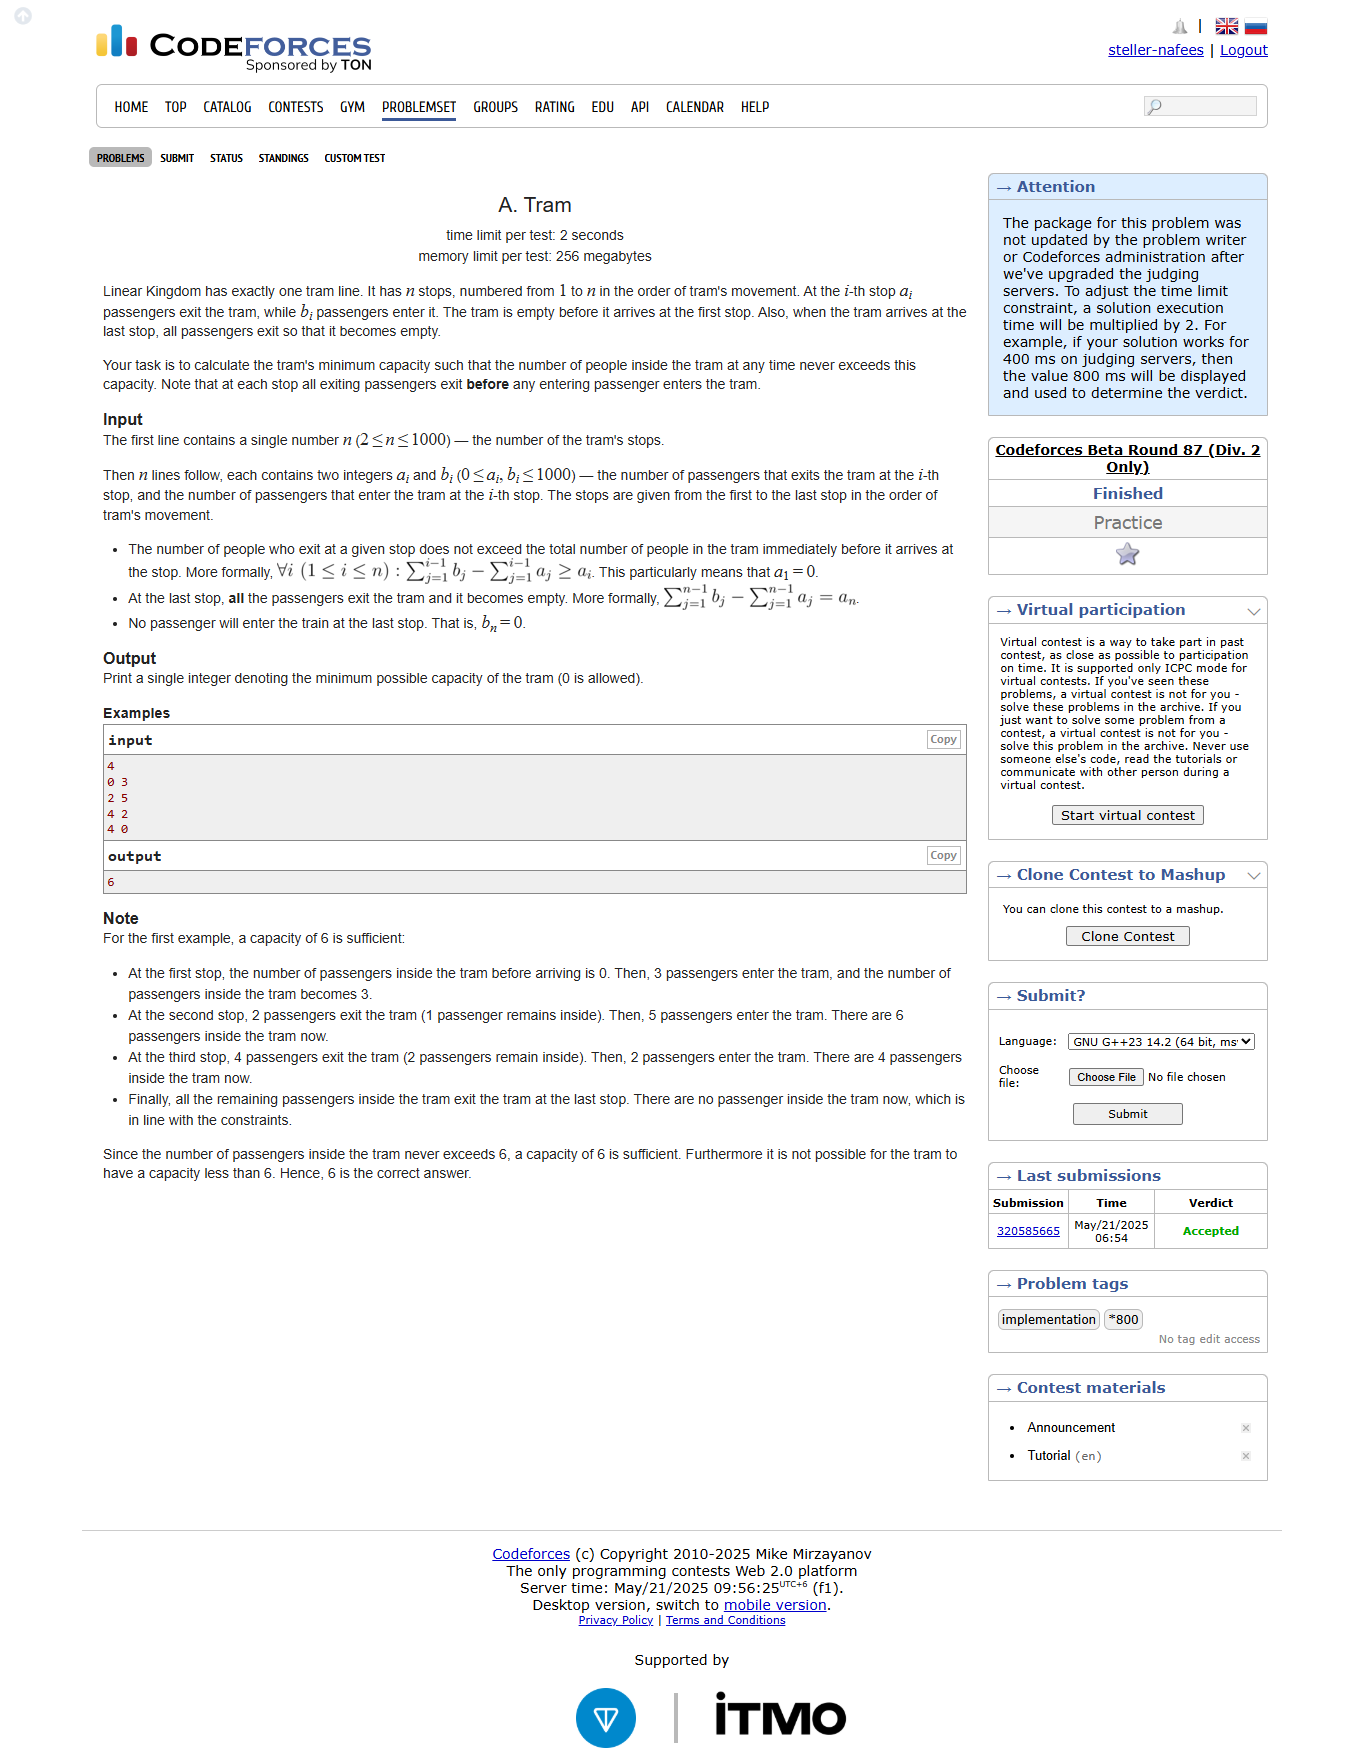 CODEFORCES
Sponsored by TON
|
steller-nafees | Logout
HOME TOP CATALOG CONTESTS GYM PROBLEMSET GROUPS RATING EDU API CALENDAR HELP
PROBLEMS SUBMIT STATUS STANDINGS CUSTOM TEST
A. Tram
time limit per test: 2 seconds
memory limit per test: 256 megabytes
Linear Kingdom has exactly one tram line. It has n stops, numbered from 1 to n in the order of tram's movement. At the i-th stop a_i
passengers exit the tram, while b_i passengers enter it. The tram is empty before it arrives at the first stop. Also, when the tram arrives at the
last stop, all passengers exit so that it becomes empty.
Your task is to calculate the tram's minimum capacity such that the number of people inside the tram at any time never exceeds this
capacity. Note that at each stop all exiting passengers exit before any entering passenger enters the tram.
Input
The first line contains a single number n (2 ≤ n ≤ 1000) — the number of the tram's stops.
Then n lines follow, each contains two integers a_i and b_i (0 ≤ a_i, b_i ≤ 1000) — the number of passengers that exits the tram at the i-th
stop, and the number of passengers that enter the tram at the i-th stop. The stops are given from the first to the last stop in the order of
tram's movement.
• The number of people who exit at a given stop does not exceed the total number of people in the tram immediately before it arrives at
the stop. More formally, ∀i (1 ≤ i ≤ n) : ∑_{j=1}^{i−1} b_j − ∑_{j=1}^{i−1} a_j ≥ a_i. This particularly means that a_1 = 0.
• At the last stop, all the passengers exit the tram and it becomes empty. More formally, ∑_{j=1}^{n−1} b_j − ∑_{j=1}^{n−1} a_j = a_n.
• No passenger will enter the train at the last stop. That is, b_n = 0.
Output
Print a single integer denoting the minimum possible capacity of the tram (0 is allowed).
Examples
input Copy
4
0 3
2 5
4 2
4 0
output Copy
6
Note
For the first example, a capacity of 6 is sufficient:
• At the first stop, the number of passengers inside the tram before arriving is 0. Then, 3 passengers enter the tram, and the number of
passengers inside the tram becomes 3.
• At the second stop, 2 passengers exit the tram (1 passenger remains inside). Then, 5 passengers enter the tram. There are 6
passengers inside the tram now.
• At the third stop, 4 passengers exit the tram (2 passengers remain inside). Then, 2 passengers enter the tram. There are 4 passengers
inside the tram now.
• Finally, all the remaining passengers inside the tram exit the tram at the last stop. There are no passenger inside the tram now, which is
in line with the constraints.
Since the number of passengers inside the tram never exceeds 6, a capacity of 6 is sufficient. Furthermore it is not possible for the tram to
have a capacity less than 6. Hence, 6 is the correct answer.
→ Attention
The package for this problem was
not updated by the problem writer
or Codeforces administration after
we've upgraded the judging
servers. To adjust the time limit
constraint, a solution execution
time will be multiplied by 2. For
example, if your solution works for
400 ms on judging servers, then
the value 800 ms will be displayed
and used to determine the verdict.
Codeforces Beta Round 87 (Div. 2
Only)
Finished
Practice
→ Virtual participation
Virtual contest is a way to take part in past
contest, as close as possible to participation
on time. It is supported only ICPC mode for
virtual contests. If you've seen these
problems, a virtual contest is not for you -
solve these problems in the archive. If you
just want to solve some problem from a
contest, a virtual contest is not for you -
solve this problem in the archive. Never use
someone else's code, read the tutorials or
communicate with other person during a
virtual contest.
Start virtual contest
→ Clone Contest to Mashup
You can clone this contest to a mashup.
Clone Contest
→ Submit?
Language: GNU G++23 14.2 (64 bit, ms
Choose
file: Choose File No file chosen
Submit
→ Last submissions
Submission Time Verdict
320585665 May/21/2025
06:54 Accepted
→ Problem tags
implementation *800
No tag edit access
→ Contest materials
• Announcement
• Tutorial (en)
Codeforces (c) Copyright 2010-2025 Mike Mirzayanov
The only programming contests Web 2.0 platform
Server time: May/21/2025 09:56:25 UTC+6 (f1).
Desktop version, switch to mobile version.
Privacy Policy | Terms and Conditions
Supported by
iTMO